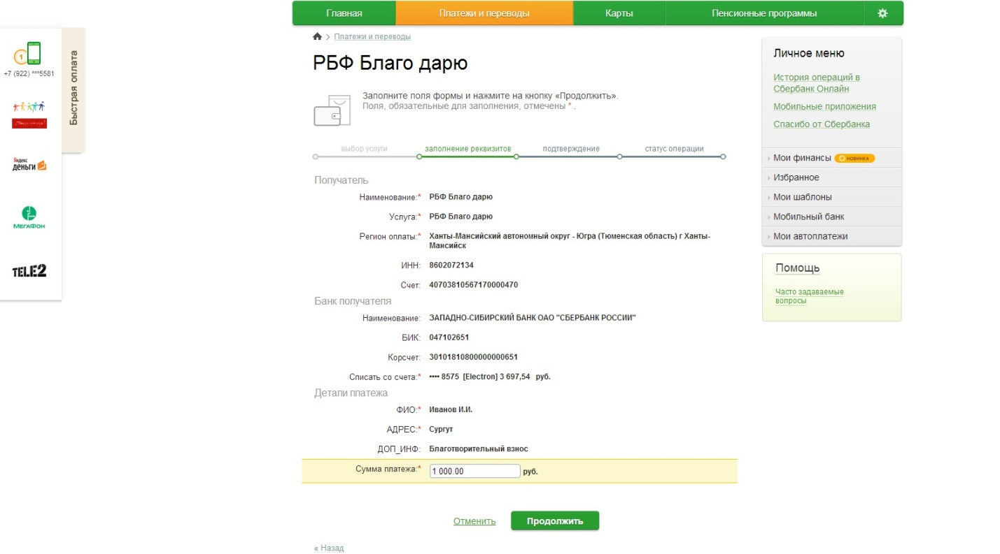 Главная
Платежи и переводы
Карты
Пенсионные программы
Платежи и переводы
РБФ Благо дарю
Заполните поля формы и нажмите на кнопку «Продолжить».
Поля, обязательные для заполнения, отмечены * .
выбор услуги
заполнение реквизитов
подтверждение
статус операции
Получатель
Наименование:* РБФ Благо дарю
Услуга:* РБФ Благо дарю
Регион оплаты:* Ханты-Мансийский автономный округ - Югра (Тюменская область) г Ханты-
Мансийск
ИНН: 8602072134
Счет: 40703810567170000470
Банк получателя
Наименование: ЗАПАДНО-СИБИРСКИЙ БАНК ОАО "СБЕРБАНК РОССИИ"
БИК: 047102651
Корсчет: 30101810800000000651
Списать со счета:* •••• 8575 [Electron] 3 697,54 руб.
Детали платежа
ФИО:* Иванов И.И.
АДРЕС:* Сургут
ДОП_ИНФ: Благотворительный взнос
Сумма платежа:* 1 000.00 руб.
Отменить
Продолжить
« Назад
Быстрая оплата
1
+7 (922) ***5581
Яндекс
деньги
МЕГАФОН
TELE2
Личное меню
История операций в
Сбербанк Онлайн
Мобильные приложения
Спасибо от Сбербанка
Мои финансы НОВИНКА
Избранное
Мои шаблоны
Мобильный банк
Мои автоплатежи
Помощь
Часто задаваемые
вопросы